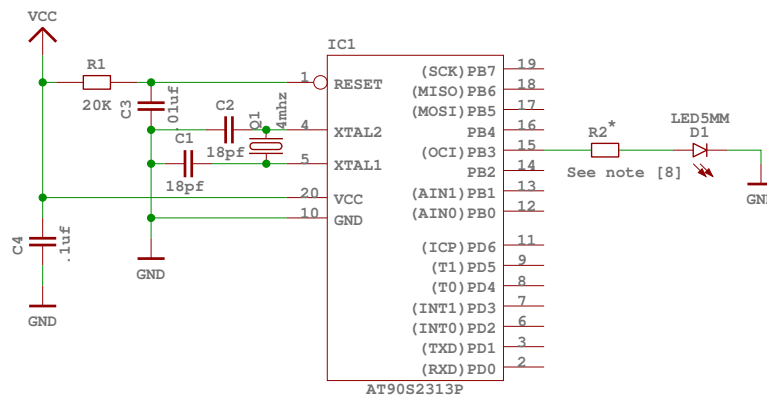 VCC
IC1
R1
20K
C3
.01uf
C2
18pf
C1
18pf
Q1
4mhz
C4
.1uf
GND
GND
1 RESET
4 XTAL2
5 XTAL1
20 VCC
10 GND
(SCK)PB7 19
(MISO)PB6 18
(MOSI)PB5 17
PB4 16
(OCI)PB3 15
PB2 14
(AIN1)PB1 13
(AIN0)PB0 12
(ICP)PD6 11
(T1)PD5 9
(T0)PD4 8
(INT1)PD3 7
(INT0)PD2 6
(TXD)PD1 3
(RXD)PD0 2
AT90S2313P
R2*
See note [8]
LED5MM
D1
GND